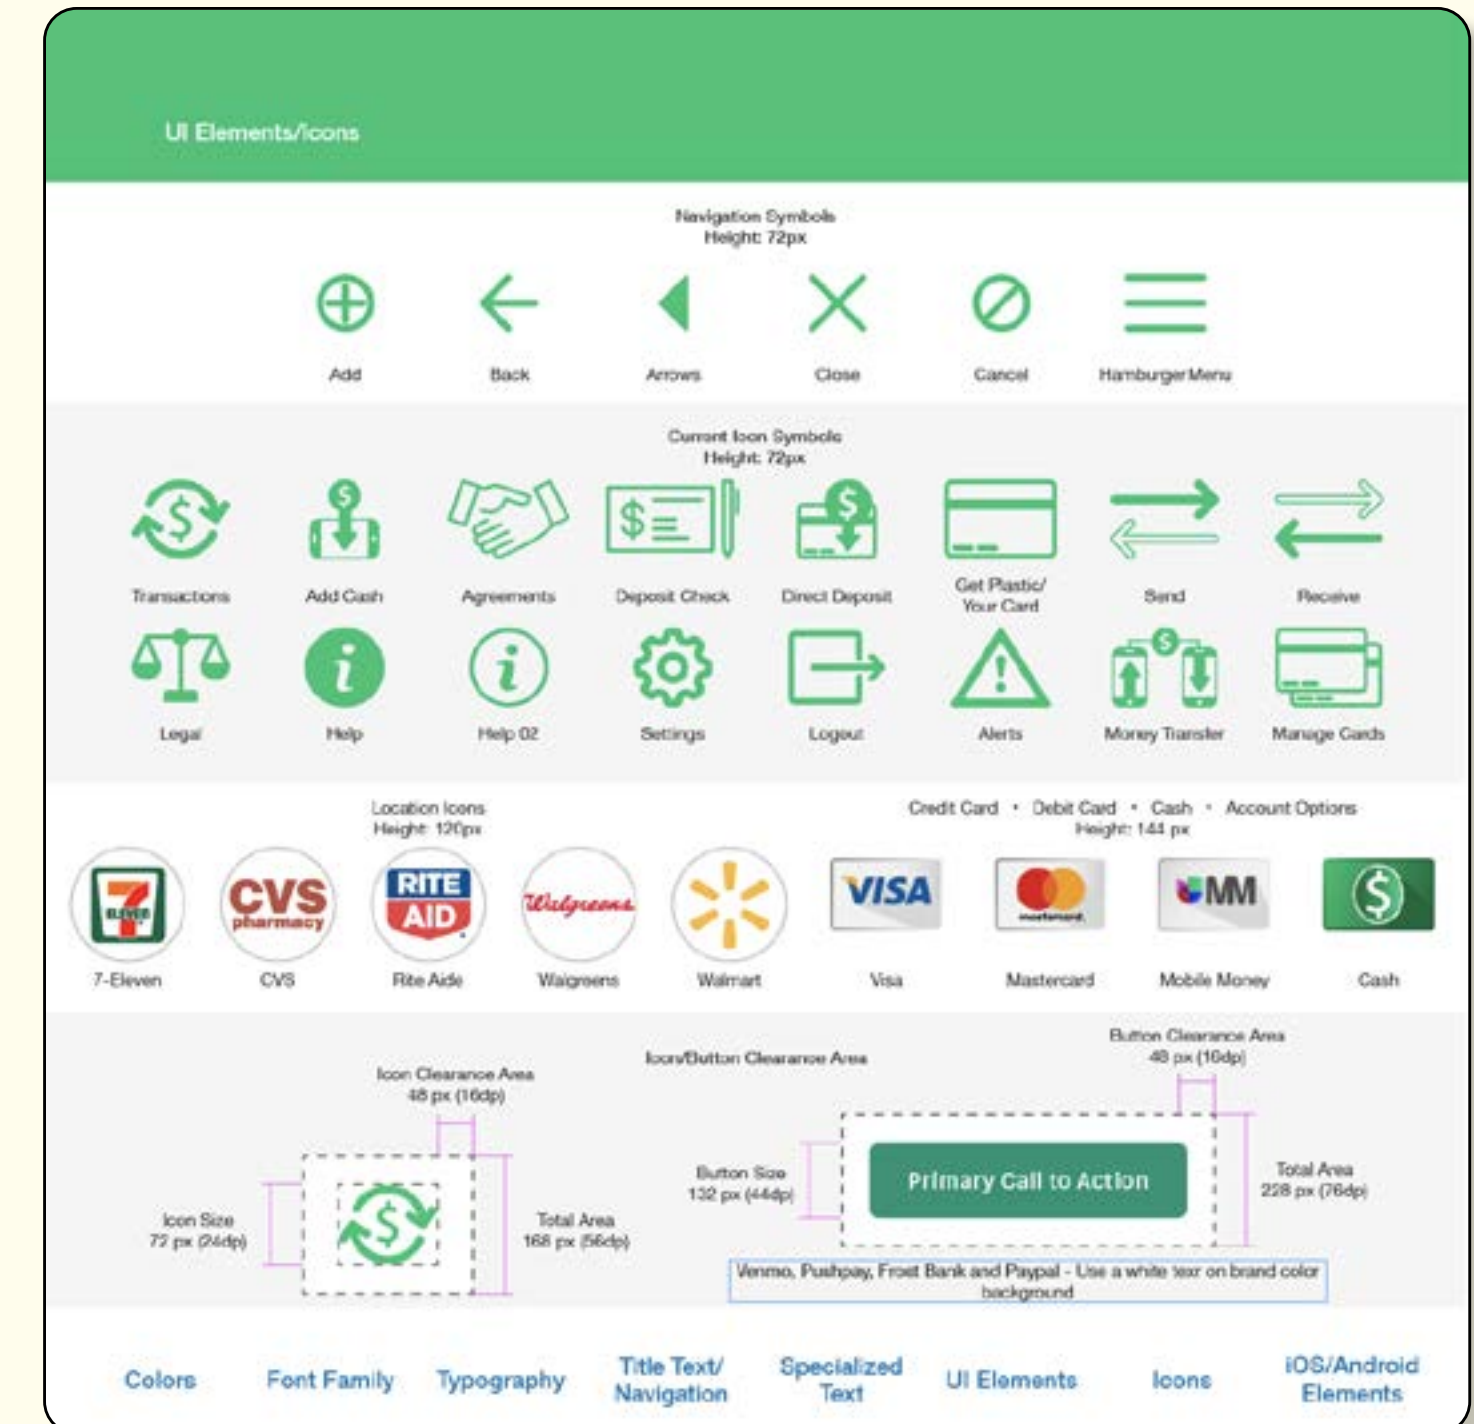 UI Elements/Icons
Navigation Symbols
Height: 72px
Add
Back
Arrows
Close
Cancel
Hamburger Menu
Current Icon Symbols
Height: 72px
Transactions
Add Cash
Agreements
Deposit Check
Direct Deposit
Get Plastic/
Your Card
Send
Receive
Legal
Help
Help 02
Settings
Logout
Alerts
Money Transfer
Manage Cards
Location Icons
Height: 120px
Credit Card • Debit Card • Cash • Account Options
Height: 144 px
7
ELEVEN
CVS
pharmacy
RITE
AID
Walgreens
VISA
mastercard
MM
7-Eleven
CVS
Rite Aide
Walgreens
Walmart
Visa
Mastercard
Mobile Money
Cash
Icon/Button Clearance Area
Icon Clearance Area
48 px (16dp)
Icon Size
72 px (24dp)
Total Area
168 px (56dp)
Button Clearance Area
48 px (16dp)
Button Size
132 px (44dp)
Primary Call to Action
Total Area
228 px (76dp)
Venmo, Pushpay, Frost Bank and Paypal - Use a white texr on brand color
background
Colors
Font Family
Typography
Title Text/
Navigation
Specialized
Text
UI Elements
Icons
iOS/Android
Elements